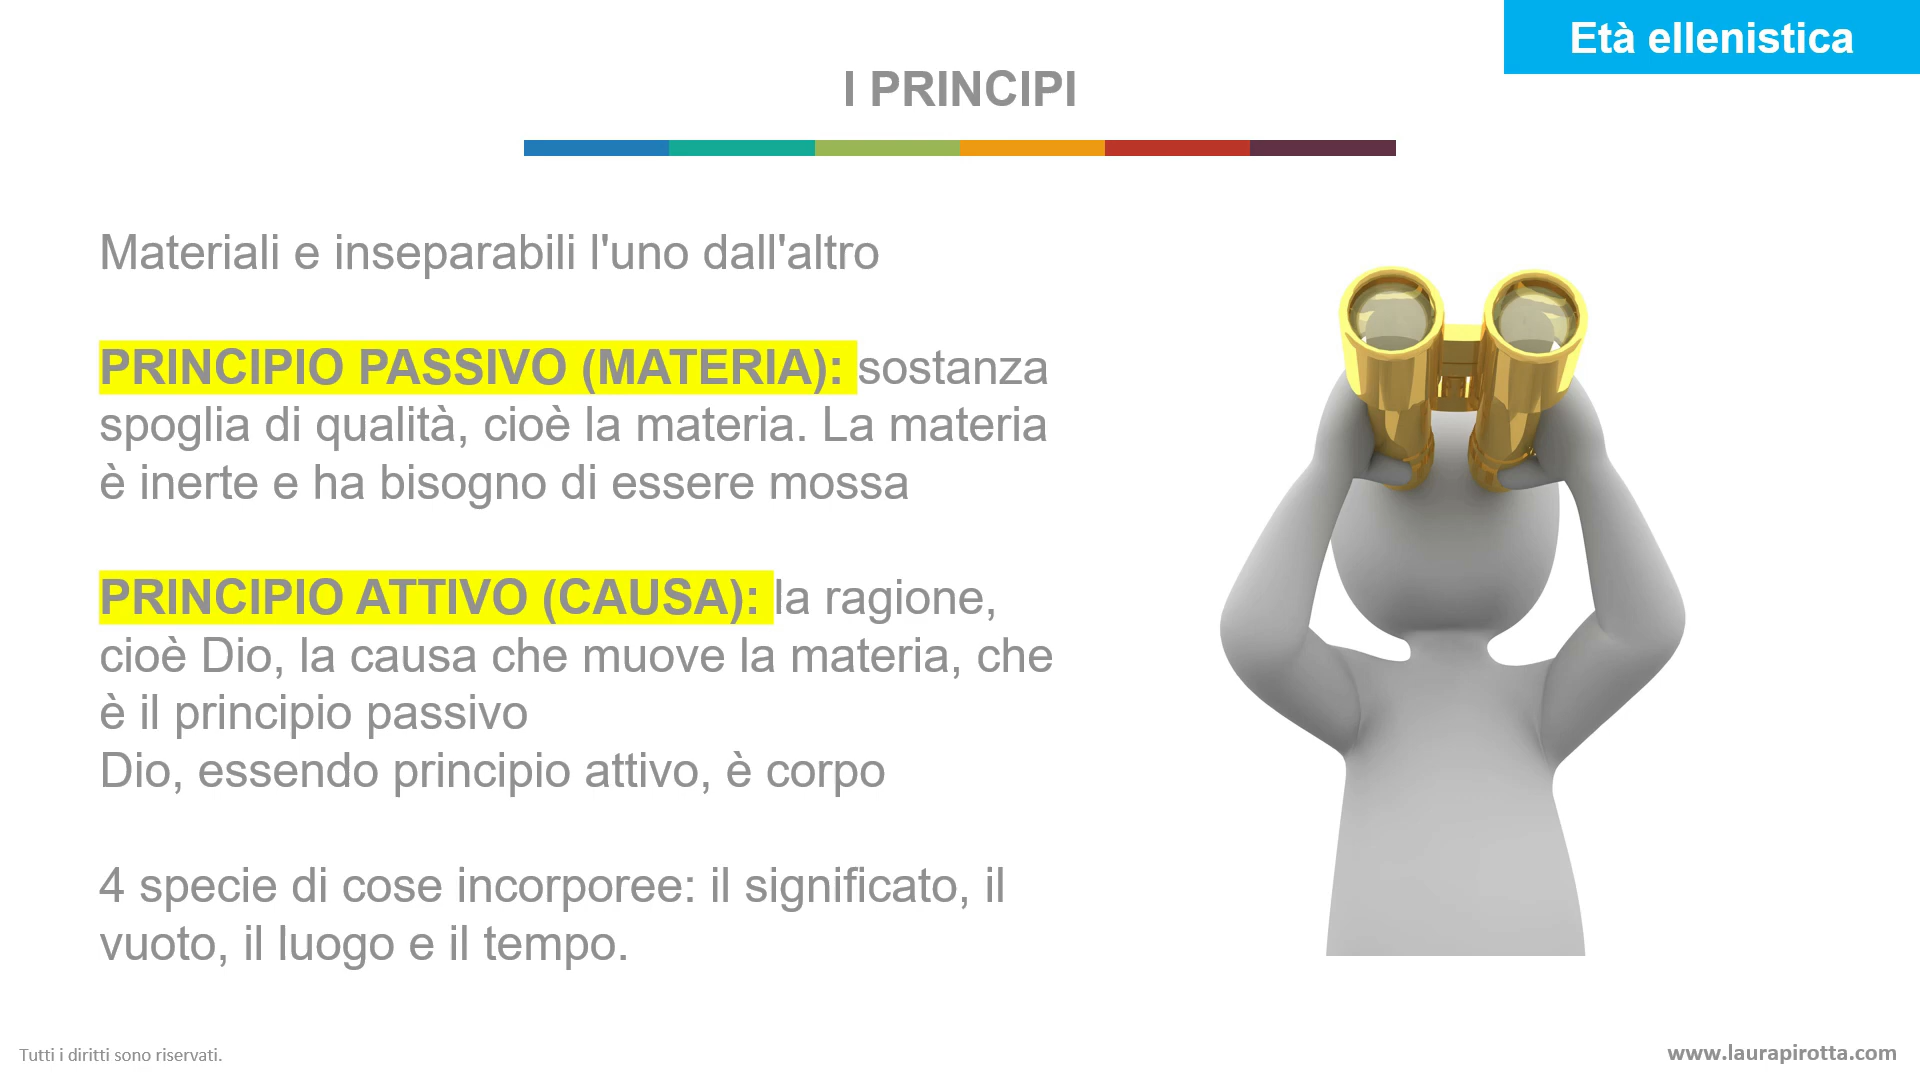 Età ellenistica
I PRINCIPI
Materiali e inseparabili l'uno dall'altro
PRINCIPIO PASSIVO (MATERIA): sostanza
spoglia di qualità, cioè la materia. La materia
è inerte e ha bisogno di essere mossa
PRINCIPIO ATTIVO (CAUSA): la ragione,
cioè Dio, la causa che muove la materia, che
è il principio passivo
Dio, essendo principio attivo, è corpo
4 specie di cose incorporee: il significato, il
vuoto, il luogo e il tempo.
Tutti i diritti sono riservati.
www.laurapirotta.com